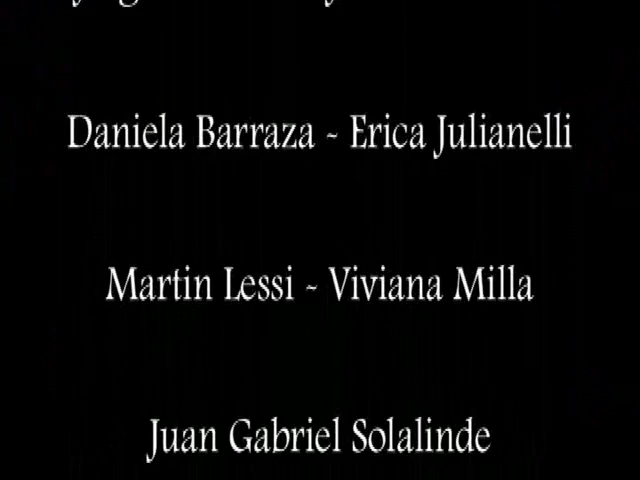 Daniela Barraza - Erica Julianelli
Martin Lessi - Viviana Milla
Juan Gabriel Solalinde